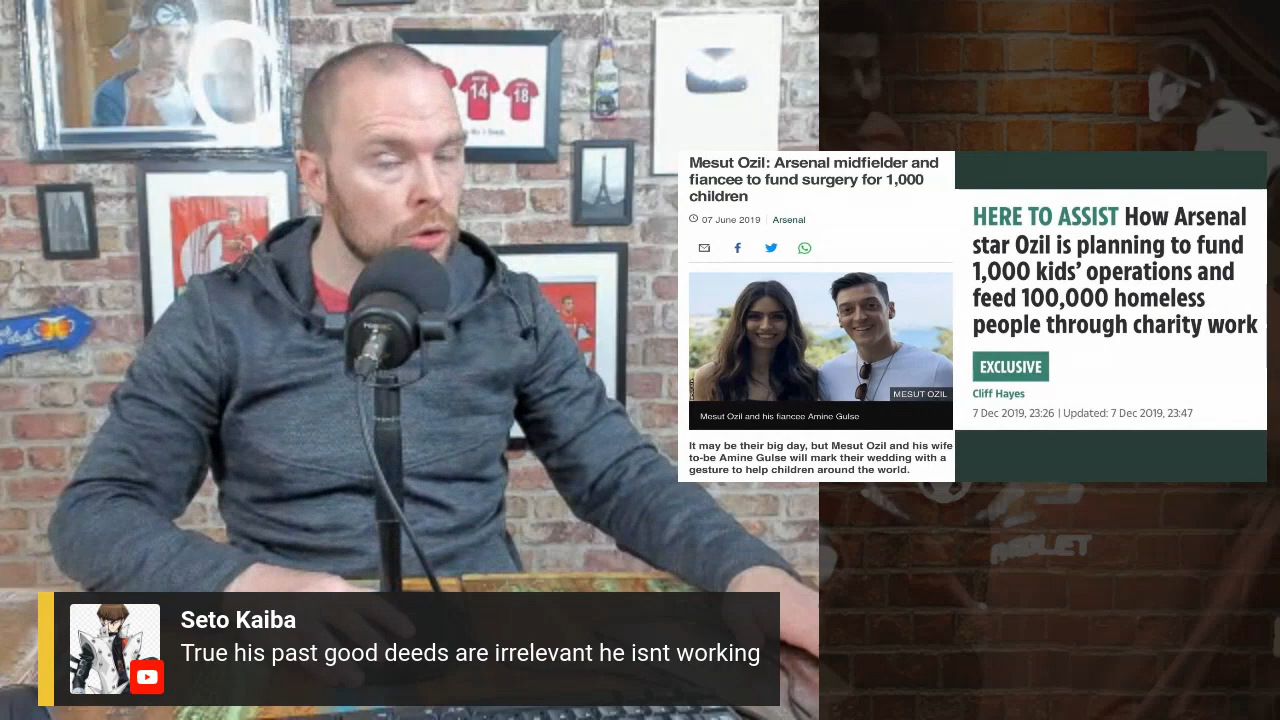 14
18
Mesut Ozil: Arsenal midfielder and
fiancee to fund surgery for 1,000
children
07 June 2019 | Arsenal
MESUT OZIL
Mesut Ozil and his fiancee Amine Gulse
It may be their big day, but Mesut Ozil and his wife
to-be Amine Gulse will mark their wedding with a
gesture to help children around the world.
HERE TO ASSIST How Arsenal
star Ozil is planning to fund
1,000 kids’ operations and
feed 100,000 homeless
people through charity work
EXCLUSIVE
Cliff Hayes
7 Dec 2019, 23:26 | Updated: 7 Dec 2019, 23:47
Seto Kaiba
True his past good deeds are irrelevant he isnt working